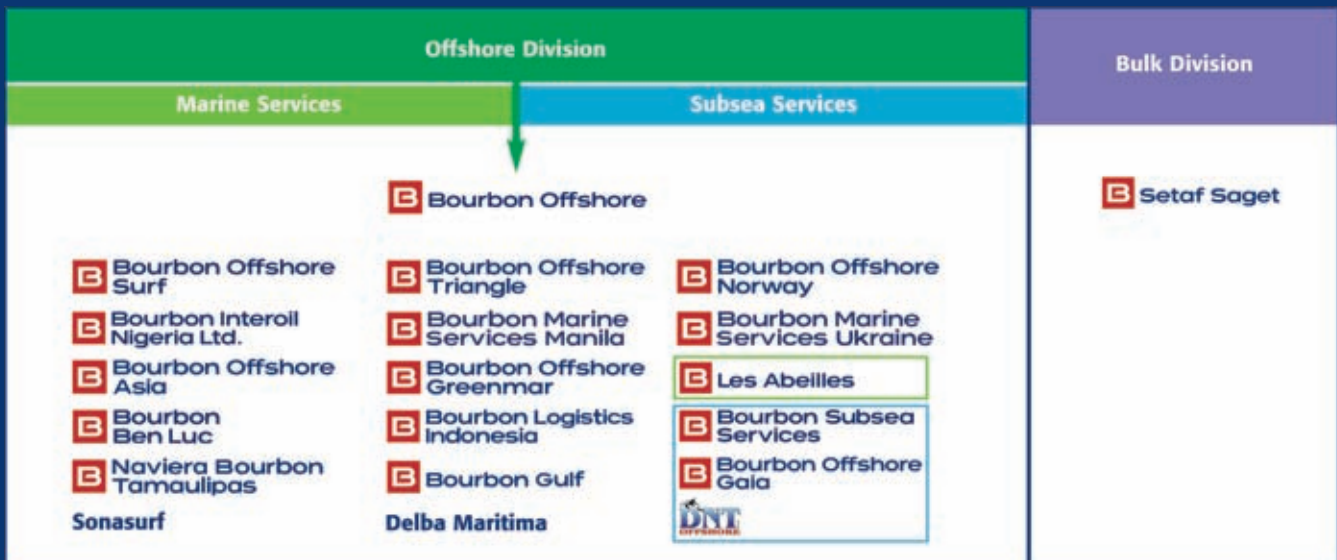 Offshore Division
Bulk Division
Marine Services
Subsea Services
Bourbon Offshore
Setaf Saget
Bourbon Offshore
Surf
Bourbon Offshore
Triangle
Bourbon Offshore
Norway
Bourbon Interoil
Nigeria Ltd.
Bourbon Marine
Services Manila
Bourbon Marine
Services Ukraine
Bourbon Offshore
Asia
Bourbon Offshore
Greenmar
Les Abeilles
Bourbon
Ben Luc
Bourbon Logistics
Indonesia
Bourbon Subsea
Services
Naviera Bourbon
Tamaulipas
Bourbon Gulf
Bourbon Offshore
Gaia
Sonasurf
Delba Maritima
DNT
OFFSHORE